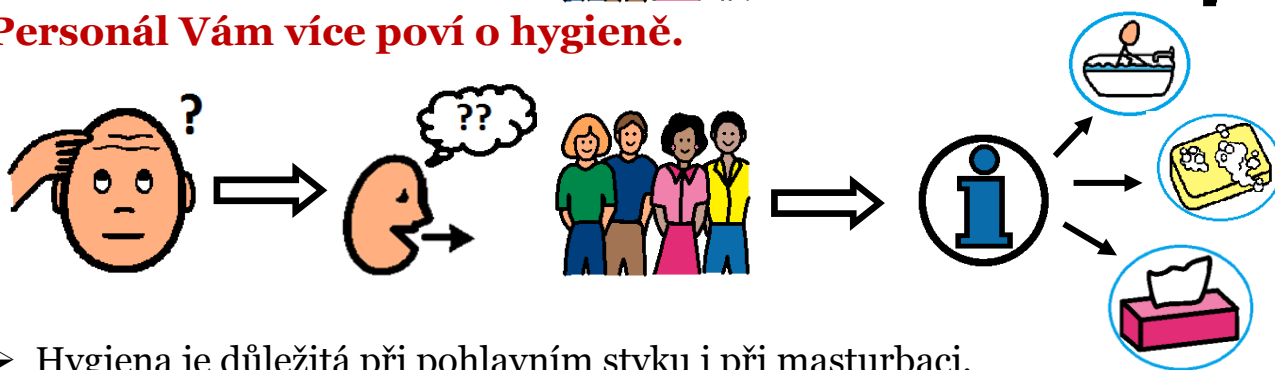 Personál Vám více poví o hygieně.
?
??
i
➢ Hygiena je důležitá při pohlavním styku i při masturbaci.